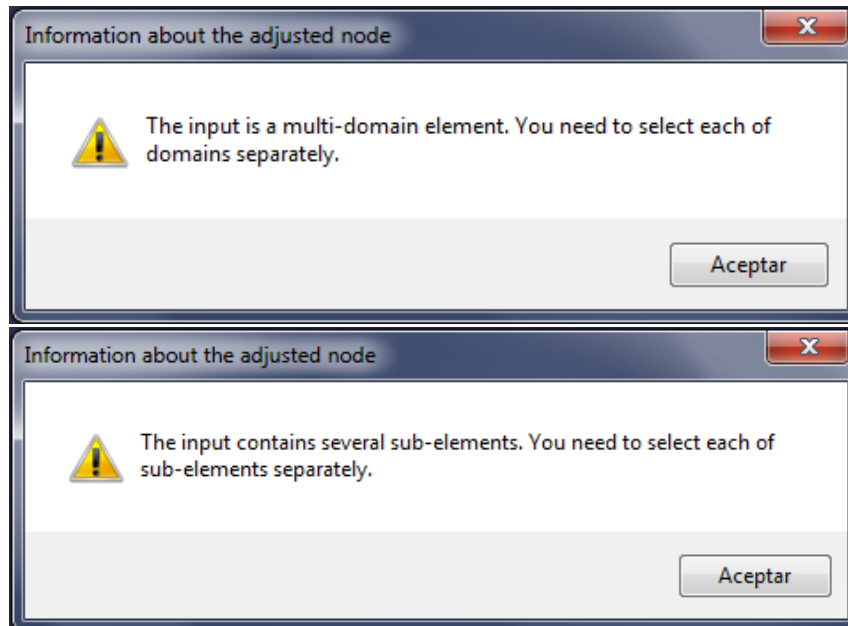 Information about the adjusted node
The input is a multi-domain element. You need to select each of
domains separately.
Aceptar
Information about the adjusted node
The input contains several sub-elements. You need to select each of
sub-elements separately.
Aceptar